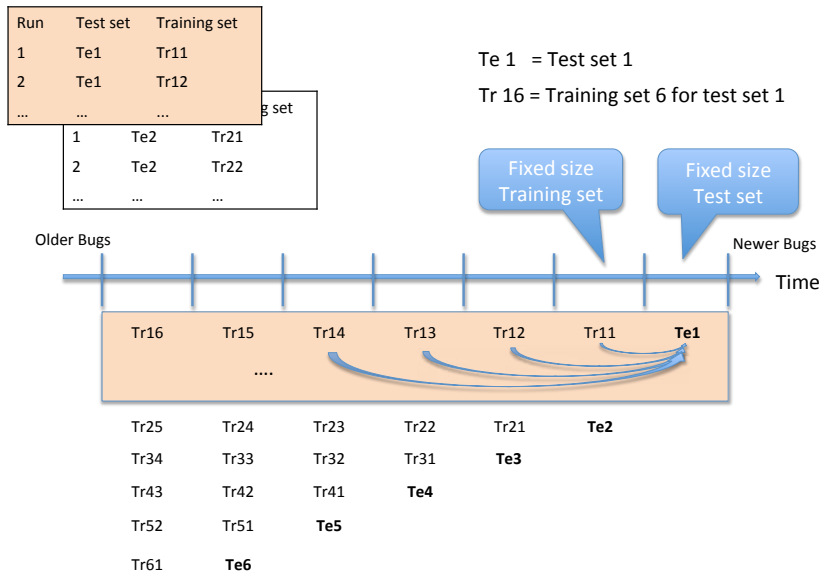 Run Test set Training set
1 Te1 Tr11
2 Te1 Tr12
... ... ...
g set
1 Te2 Tr21
2 Te2 Tr22
... ... ...
Te 1 = Test set 1
Tr 16 = Training set 6 for test set 1
Fixed size
Training set
Fixed size
Test set
Older Bugs
Newer Bugs
Time
Tr16 Tr15 Tr14 Tr13 Tr12 Tr11 Te1
....
Tr25 Tr24 Tr23 Tr22 Tr21 Te2
Tr34 Tr33 Tr32 Tr31 Te3
Tr43 Tr42 Tr41 Te4
Tr52 Tr51 Te5
Tr61 Te6